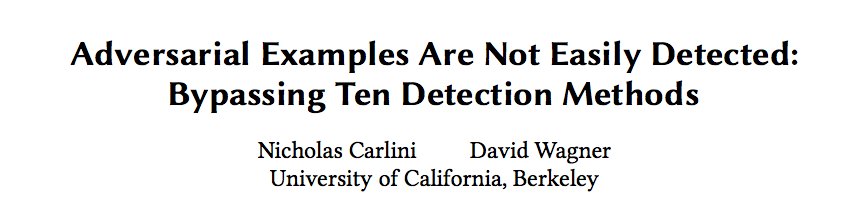 Adversarial Examples Are Not Easily Detected:
Bypassing Ten Detection Methods
Nicholas Carlini David Wagner
University of California, Berkeley